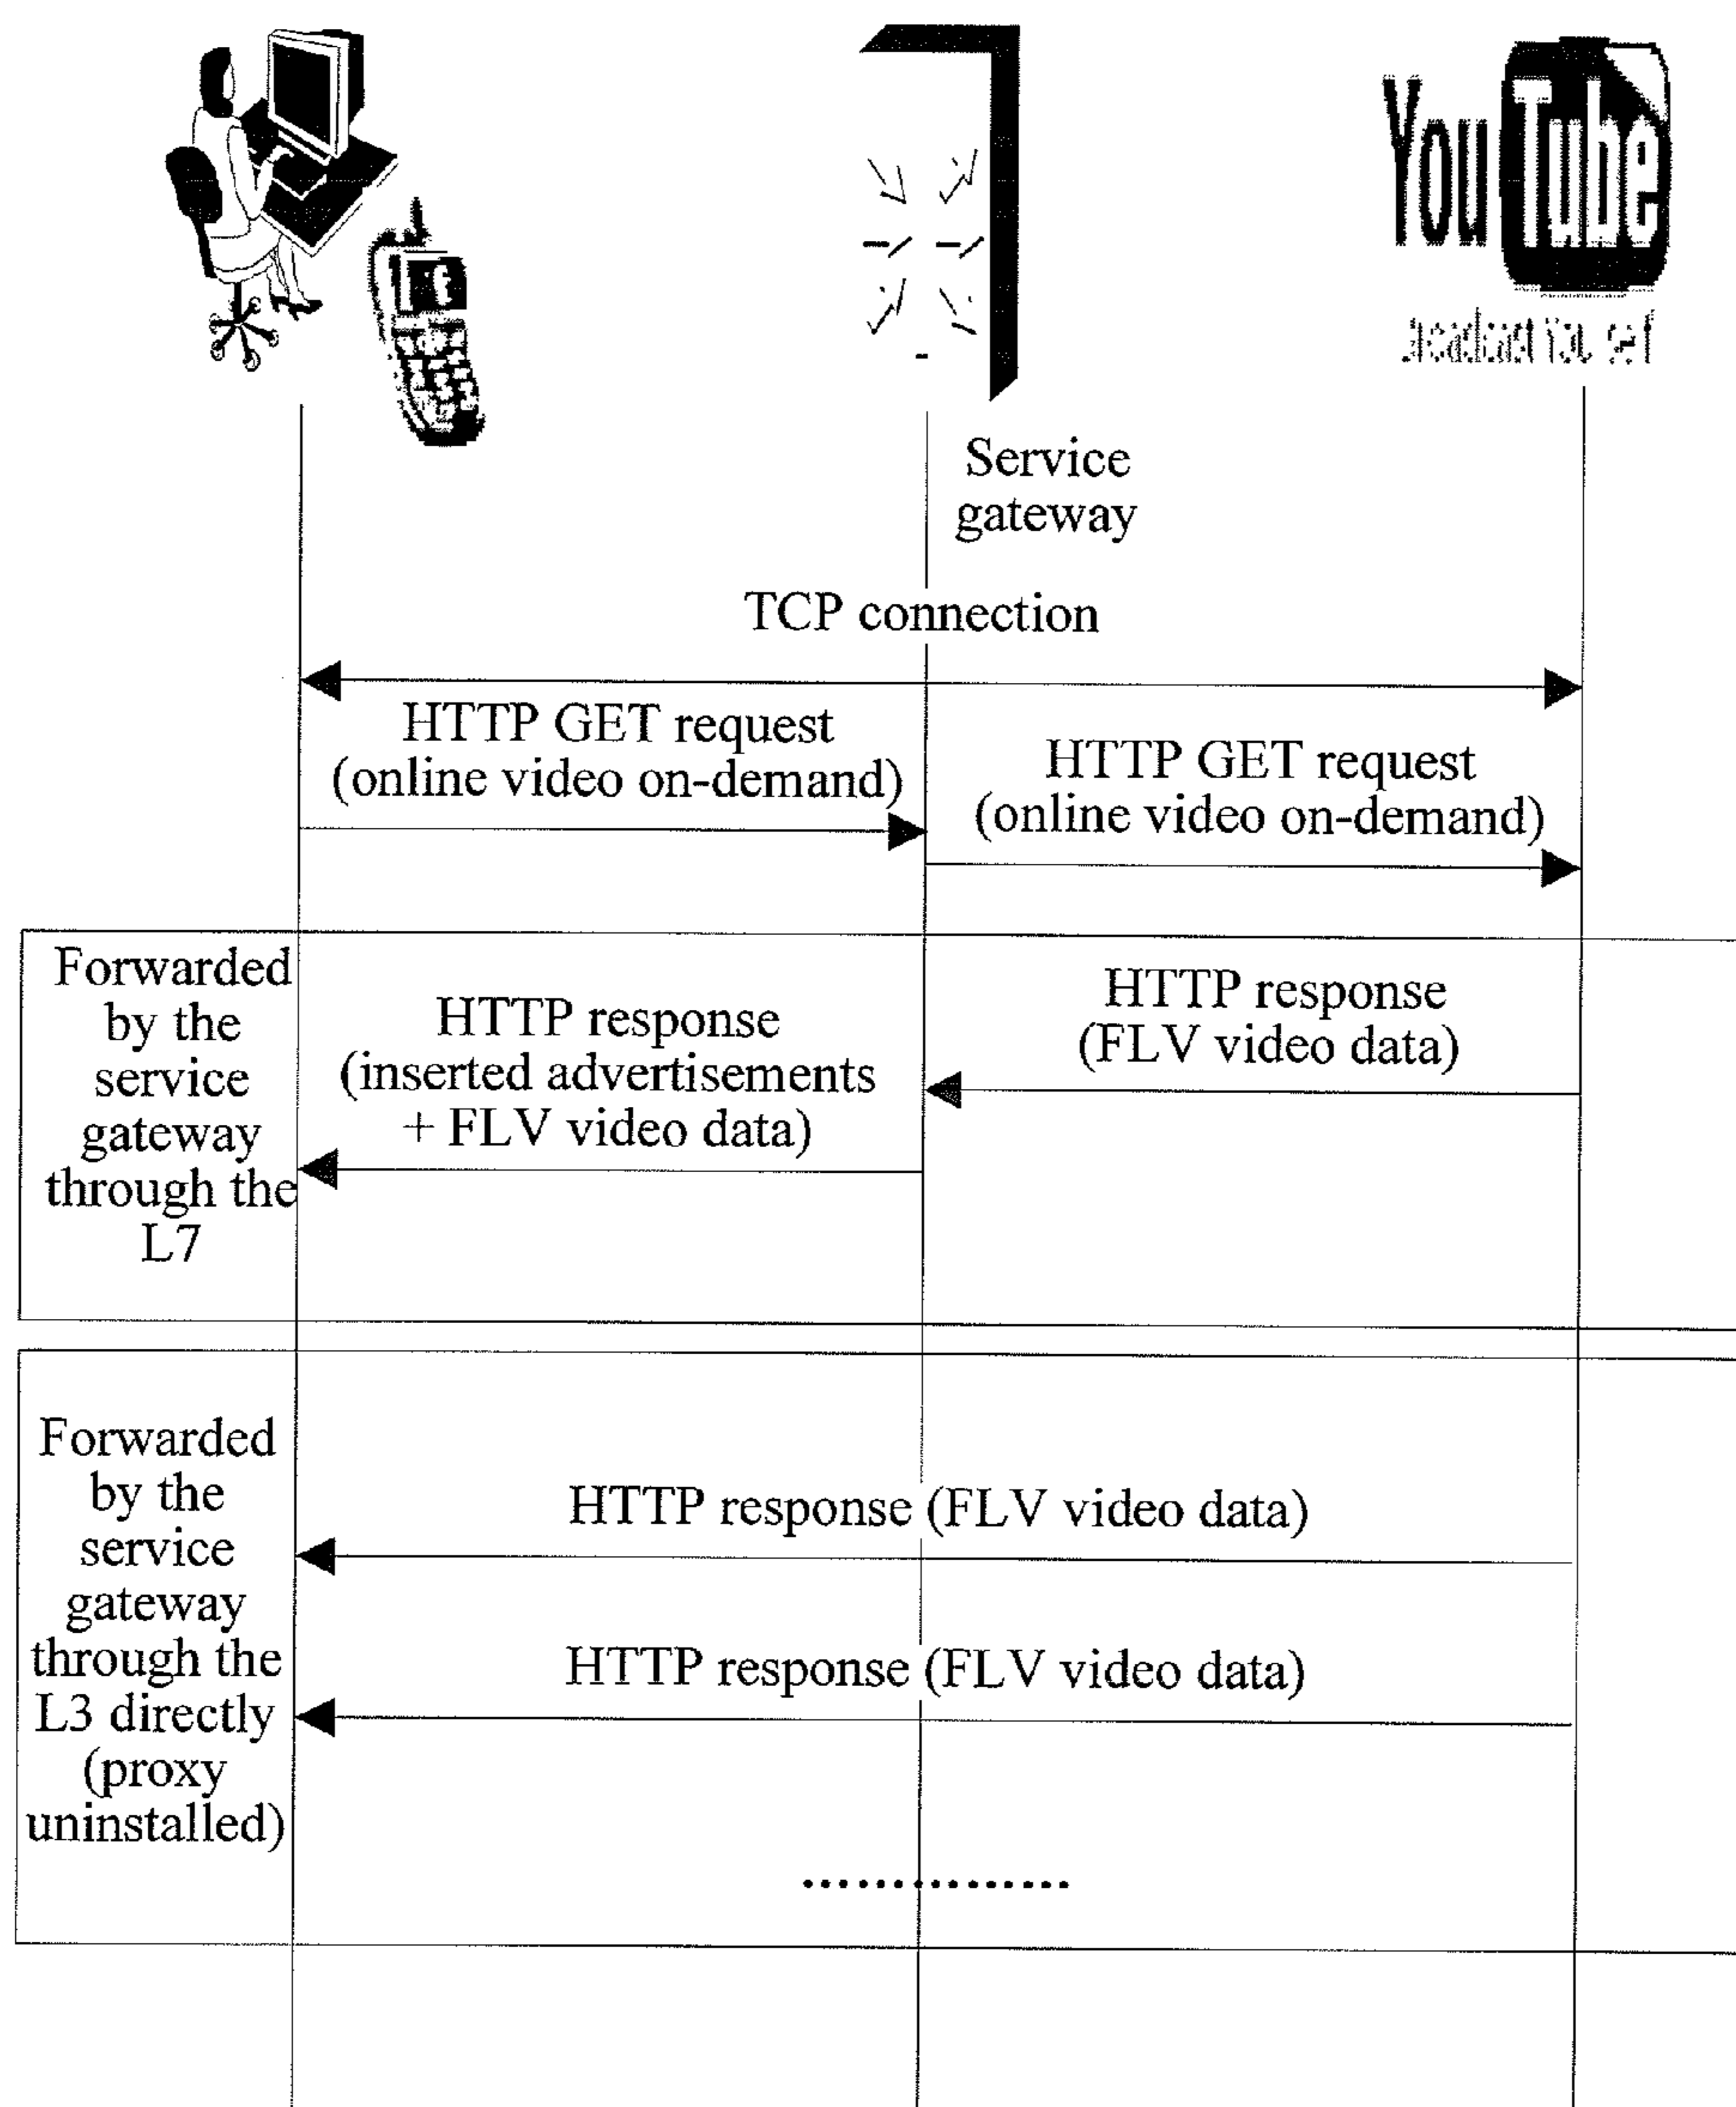 You Tube
Service
gateway
TCP connection
HTTP GET request
(online video on-demand)
HTTP GET request
(online video on-demand)
Forwarded
by the
service
gateway
through the
L7
HTTP response
(inserted advertisements
+ FLV video data)
HTTP response
(FLV video data)
Forwarded
by the
service
gateway
through the
L3 directly
(proxy
uninstalled)
HTTP response (FLV video data)
HTTP response (FLV video data)
...............